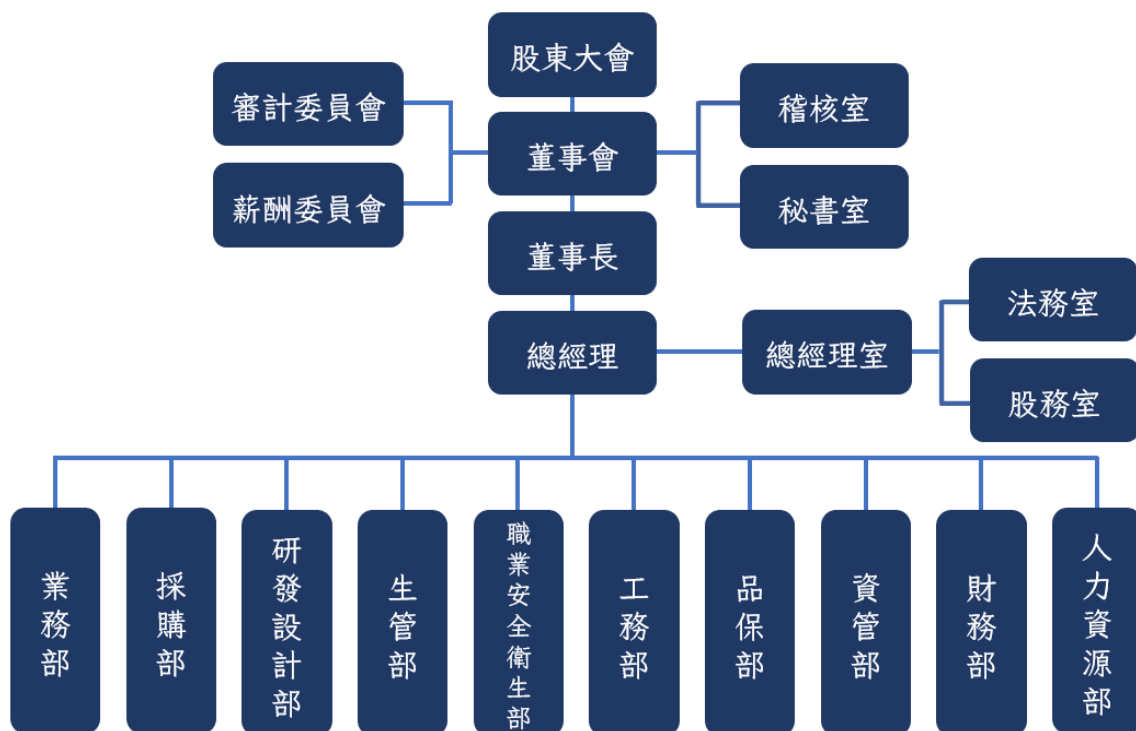 股東大會
審計委員會
董事會
稽核室
薪酬委員會
秘書室
董事長
法務室
總經理
總經理室
股務室
業務部
採購部
研發設計部
生管部
職業安全衛生部
工務部
品保部
資管部
財務部
人力資源部